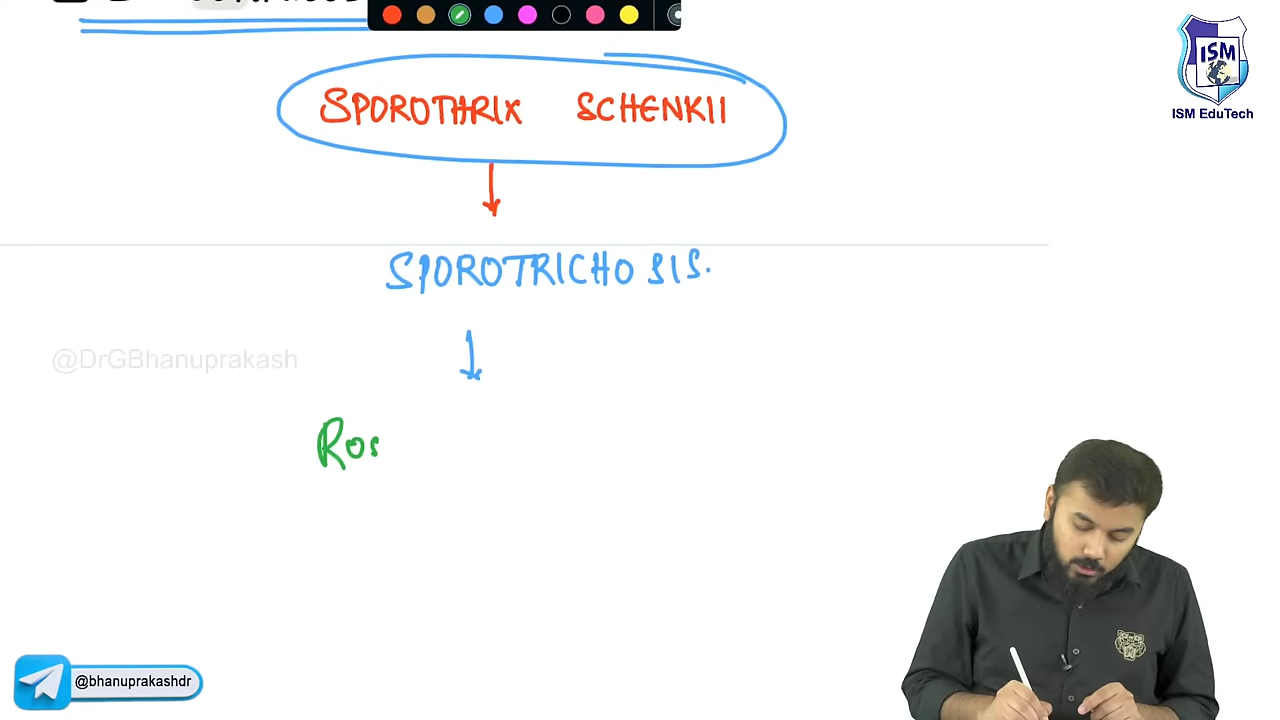 ISM
ISM EduTech
SPOROTHRIX SCHENKII
SPOROTRICHOSIS.
@DrGBhanuprakash
Ros
@bhanuprakashdr